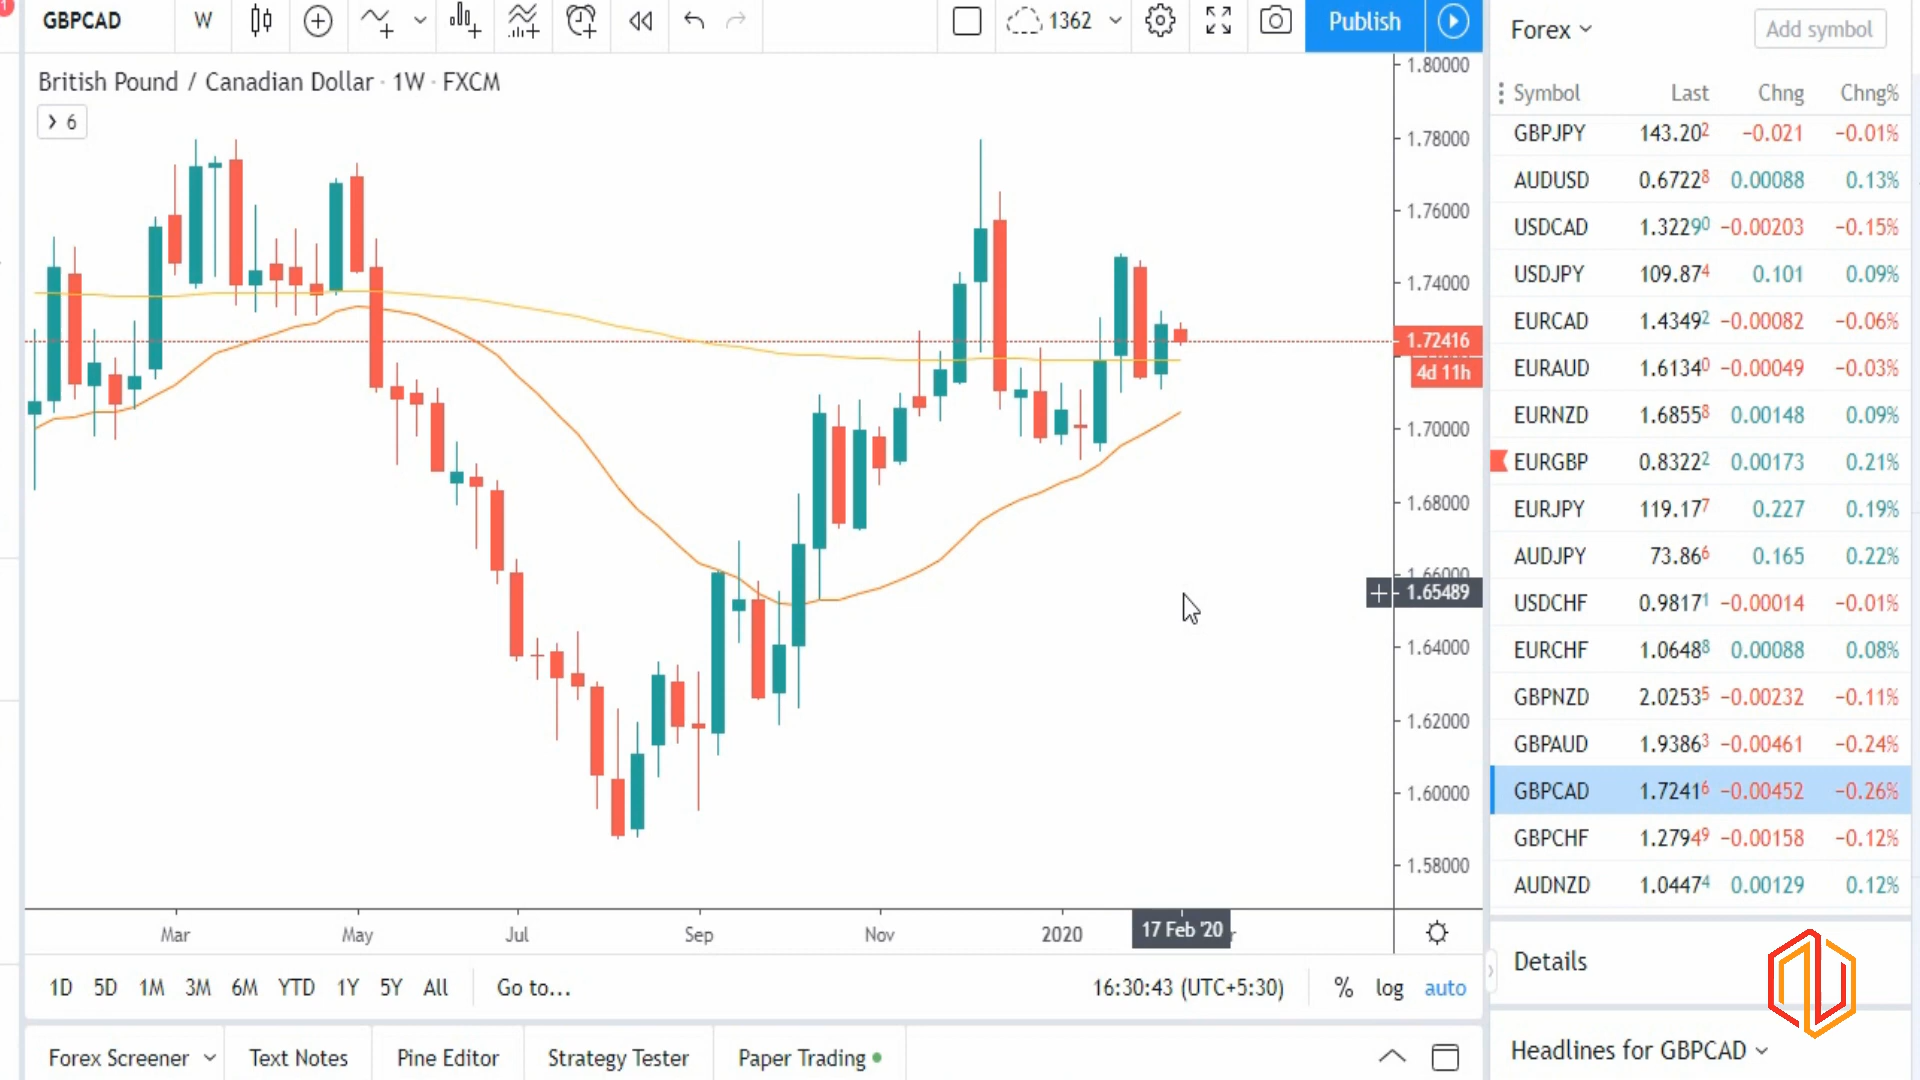 1
GBPCAD W 1362 Publish
British Pound / Canadian Dollar · 1W · FXCM
6
1.80000
1.78000
1.76000
1.74000
1.72416
4d 11h
1.70000
1.68000
1.66000
1.65489
1.64000
1.62000
1.60000
1.58000
Mar May Jul Sep Nov 2020 17 Feb '20
1D 5D 1M 3M 6M YTD 1Y 5Y All Go to... 16:30:43 (UTC+5:30) % log auto
Forex Screener Text Notes Pine Editor Strategy Tester Paper Trading
Forex Add symbol
Symbol Last Chng Chng%
GBPJPY 143.202 −0.021 −0.01%
AUDUSD 0.67228 0.00088 0.13%
USDCAD 1.32290 −0.00203 −0.15%
USDJPY 109.874 0.101 0.09%
EURCAD 1.43492 −0.00082 −0.06%
EURAUD 1.61340 −0.00049 −0.03%
EURNZD 1.68558 0.00148 0.09%
EURGBP 0.83222 0.00173 0.21%
EURJPY 119.177 0.227 0.19%
AUDJPY 73.866 0.165 0.22%
USDCHF 0.98171 −0.00014 −0.01%
EURCHF 1.06488 0.00088 0.08%
GBPNZD 2.02535 −0.00232 −0.11%
GBPAUD 1.93863 −0.00461 −0.24%
GBPCAD 1.72416 −0.00452 −0.26%
GBPCHF 1.27949 −0.00158 −0.12%
AUDNZD 1.04474 0.00129 0.12%
Details
Headlines for GBPCAD